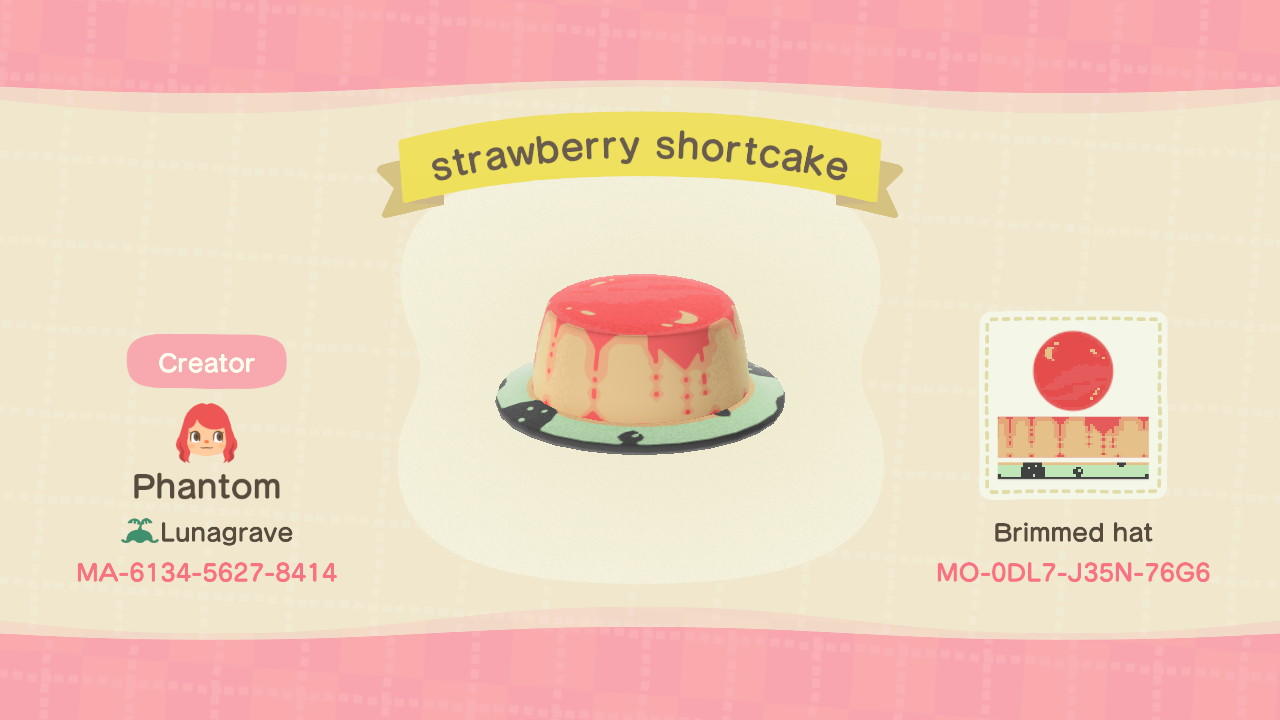 strawberry shortcake
Creator
Phantom
Lunagrave
MA-6134-5627-8414
Brimmed hat
MO-0DL7-J35N-76G6